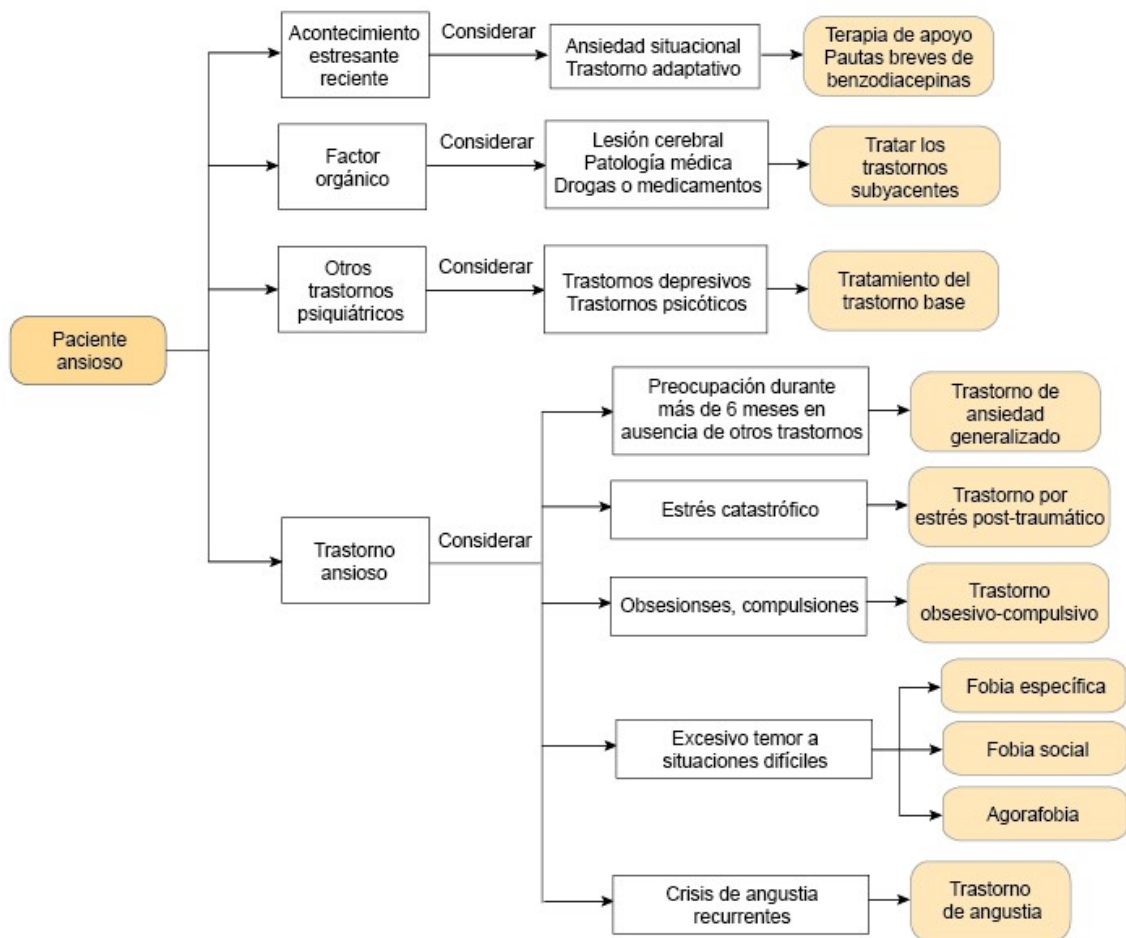 Acontecimiento
estresante
reciente
Considerar
Ansiedad situacional
Trastorno adaptativo
Terapia de apoyo
Pautas breves de
benzodiacepinas
Factor
orgánico
Considerar
Lesión cerebral
Patología médica
Drogas o medicamentos
Tratar los
trastornos
subyacentes
Otros
trastornos
psiquiátricos
Considerar
Trastornos depresivos
Trastornos psicóticos
Tratamiento del
trastorno base
Paciente
ansioso
Trastorno
ansioso
Considerar
Preocupación durante
más de 6 meses en
ausencia de otros trastornos
Trastorno de
ansiedad
generalizado
Estrés catastrófico
Trastorno por
estrés post-traumático
Obsesionses, compulsiones
Trastorno
obsesivo-compulsivo
Excesivo temor a
situaciones difíciles
Fobia específica
Fobia social
Agorafobia
Crisis de angustia
recurrentes
Trastorno
de angustia